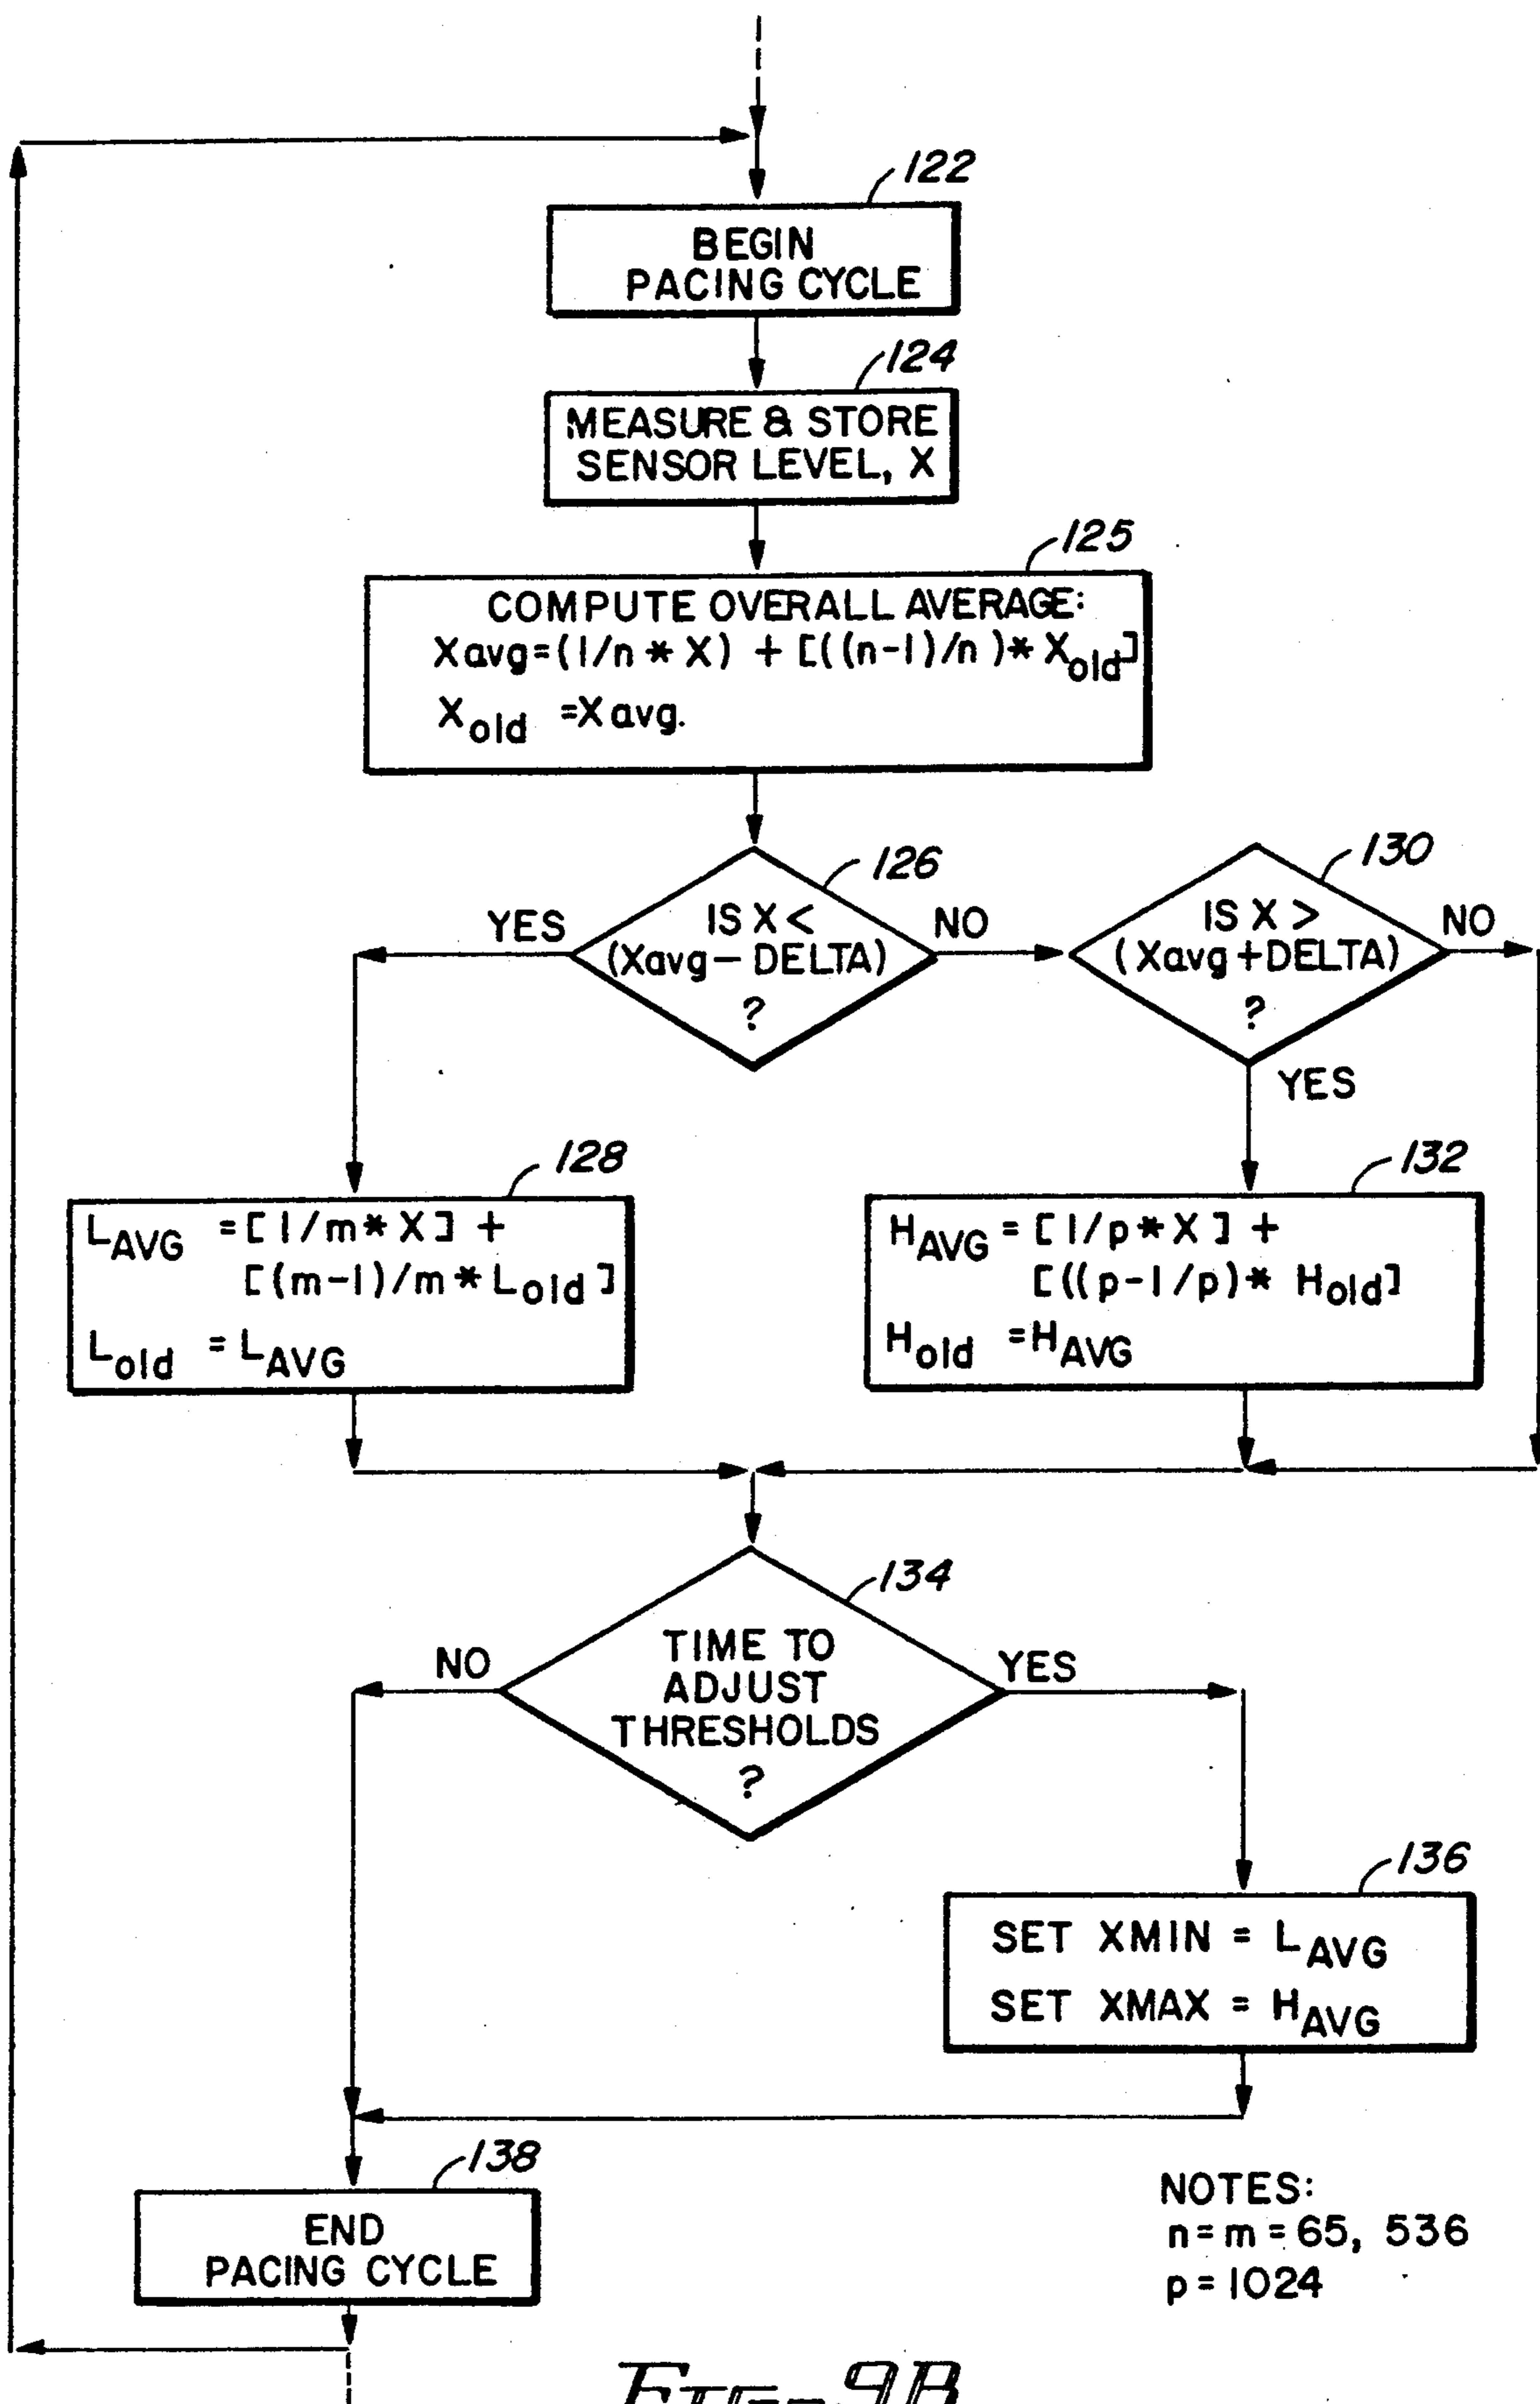 122
BEGIN
PACING CYCLE
124
MEASURE & STORE
SENSOR LEVEL, X
125
COMPUTE OVERALL AVERAGE:
Xavg=(1/n * X) + [((n-1)/n)* Xold]
Xold =Xavg.
126
IS X <
(Xavg- DELTA)
?
YES
NO
130
IS X >
(Xavg+DELTA)
?
NO
YES
128
LAVG =[1/m* X] +
[(m-1)/m* Lold]
Lold = LAVG
132
HAVG = [1/p* X] +
[((p-1/p)* Hold]
Hold =HAVG
134
TIME TO
ADJUST
THRESHOLDS
?
NO
YES
136
SET XMIN = LAVG
SET XMAX = HAVG
138
END
PACING CYCLE
NOTES:
n=m=65, 536
p=1024
FIG-9B